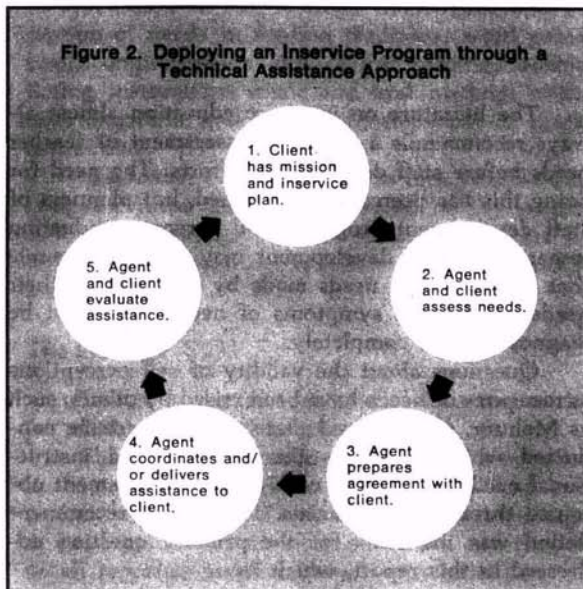 Figure 2. Deploying an Inservice Program through a
Technical Assistance Approach
1. Client
has mission
and inservice
plan.
2. Agent
and client
assess needs.
3. Agent
prepares
agreement with
client.
4. Agent
coordinates and/
or delivers
assistance to
client.
5. Agent
and client
evaluate
assistance.